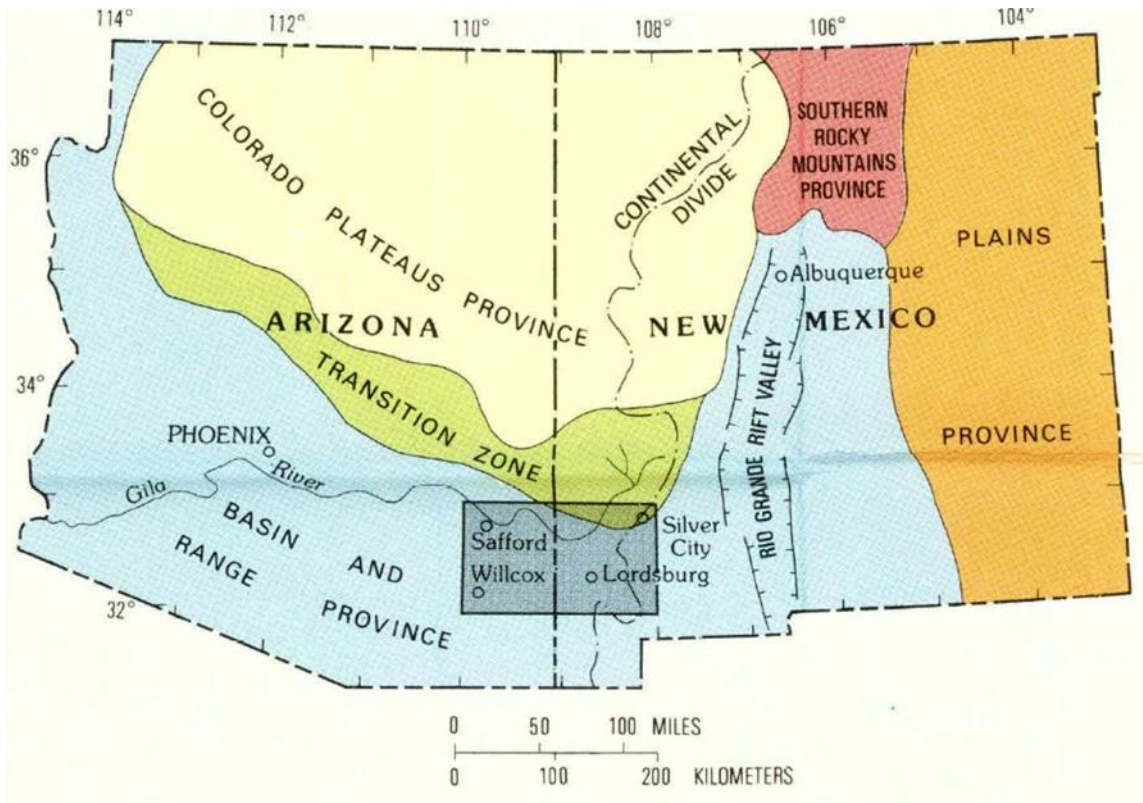 114°
112°
110°
108°
106°
104°
36°
34°
32°
COLORADO PLATEAUS PROVINCE
CONTINENTAL
DIVIDE
SOUTHERN
ROCKY
MOUNTAINS
PROVINCE
PLAINS
PROVINCE
Albuquerque
ARIZONA
NEW MEXICO
TRANSITION ZONE
RIO GRANDE RIFT VALLEY
PHOENIX
Gila River
BASIN AND
RANGE PROVINCE
Safford
Willcox
Silver
City
Lordsburg
0 50 100 MILES
0 100 200 KILOMETERS